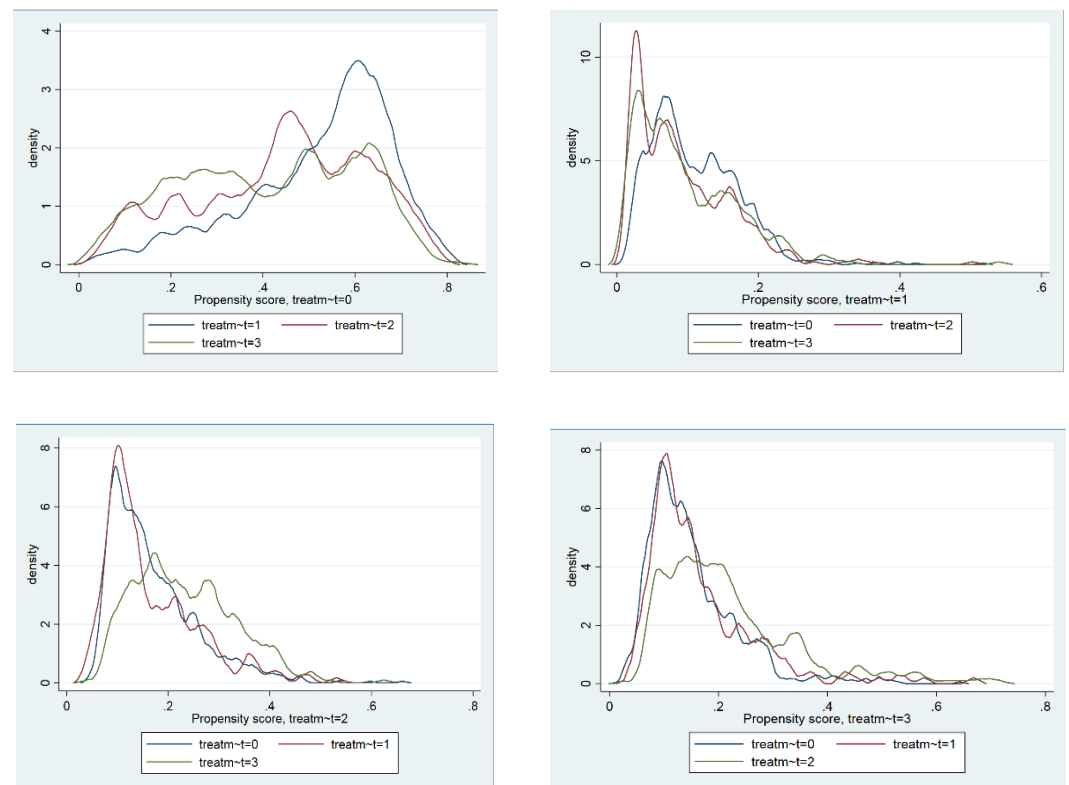 4
3
2
1
0
density
0 .2 .4 .6 .8
Propensity score, treatm~t=0
treatm~t=1 treatm~t=2
treatm~t=3
10
5
0
density
0 .2 .4 .6
Propensity score, treatm~t=1
treatm~t=0 treatm~t=2
treatm~t=3
8
6
4
2
0
density
0 .2 .4 .6 .8
Propensity score, treatm~t=2
treatm~t=0 treatm~t=1
treatm~t=3
8
6
4
2
0
density
0 .2 .4 .6 .8
Propensity score, treatm~t=3
treatm~t=0 treatm~t=1
treatm~t=2